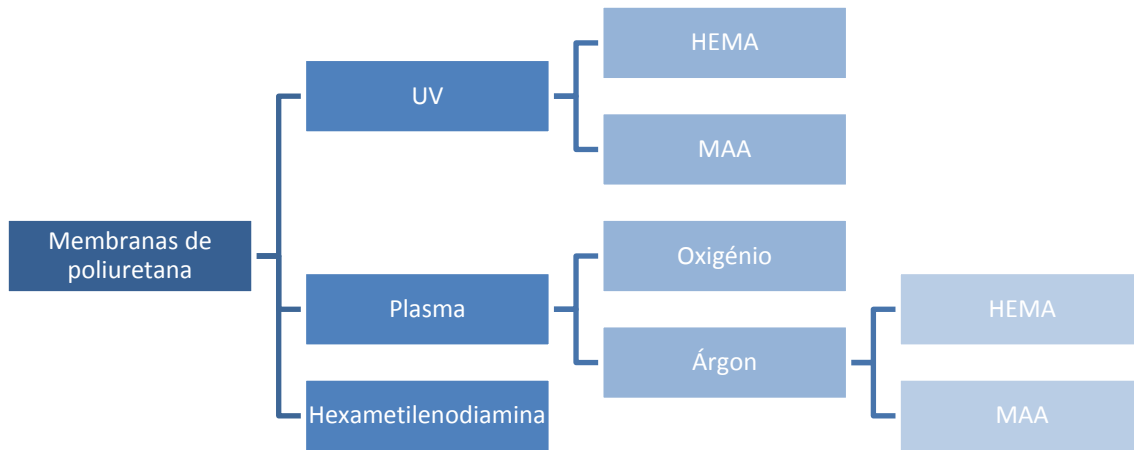 HEMA
UV
MAA
Membranas de
poliuretana
Oxigénio
Plasma
HEMA
Árgon
Hexametilenodiamina
MAA